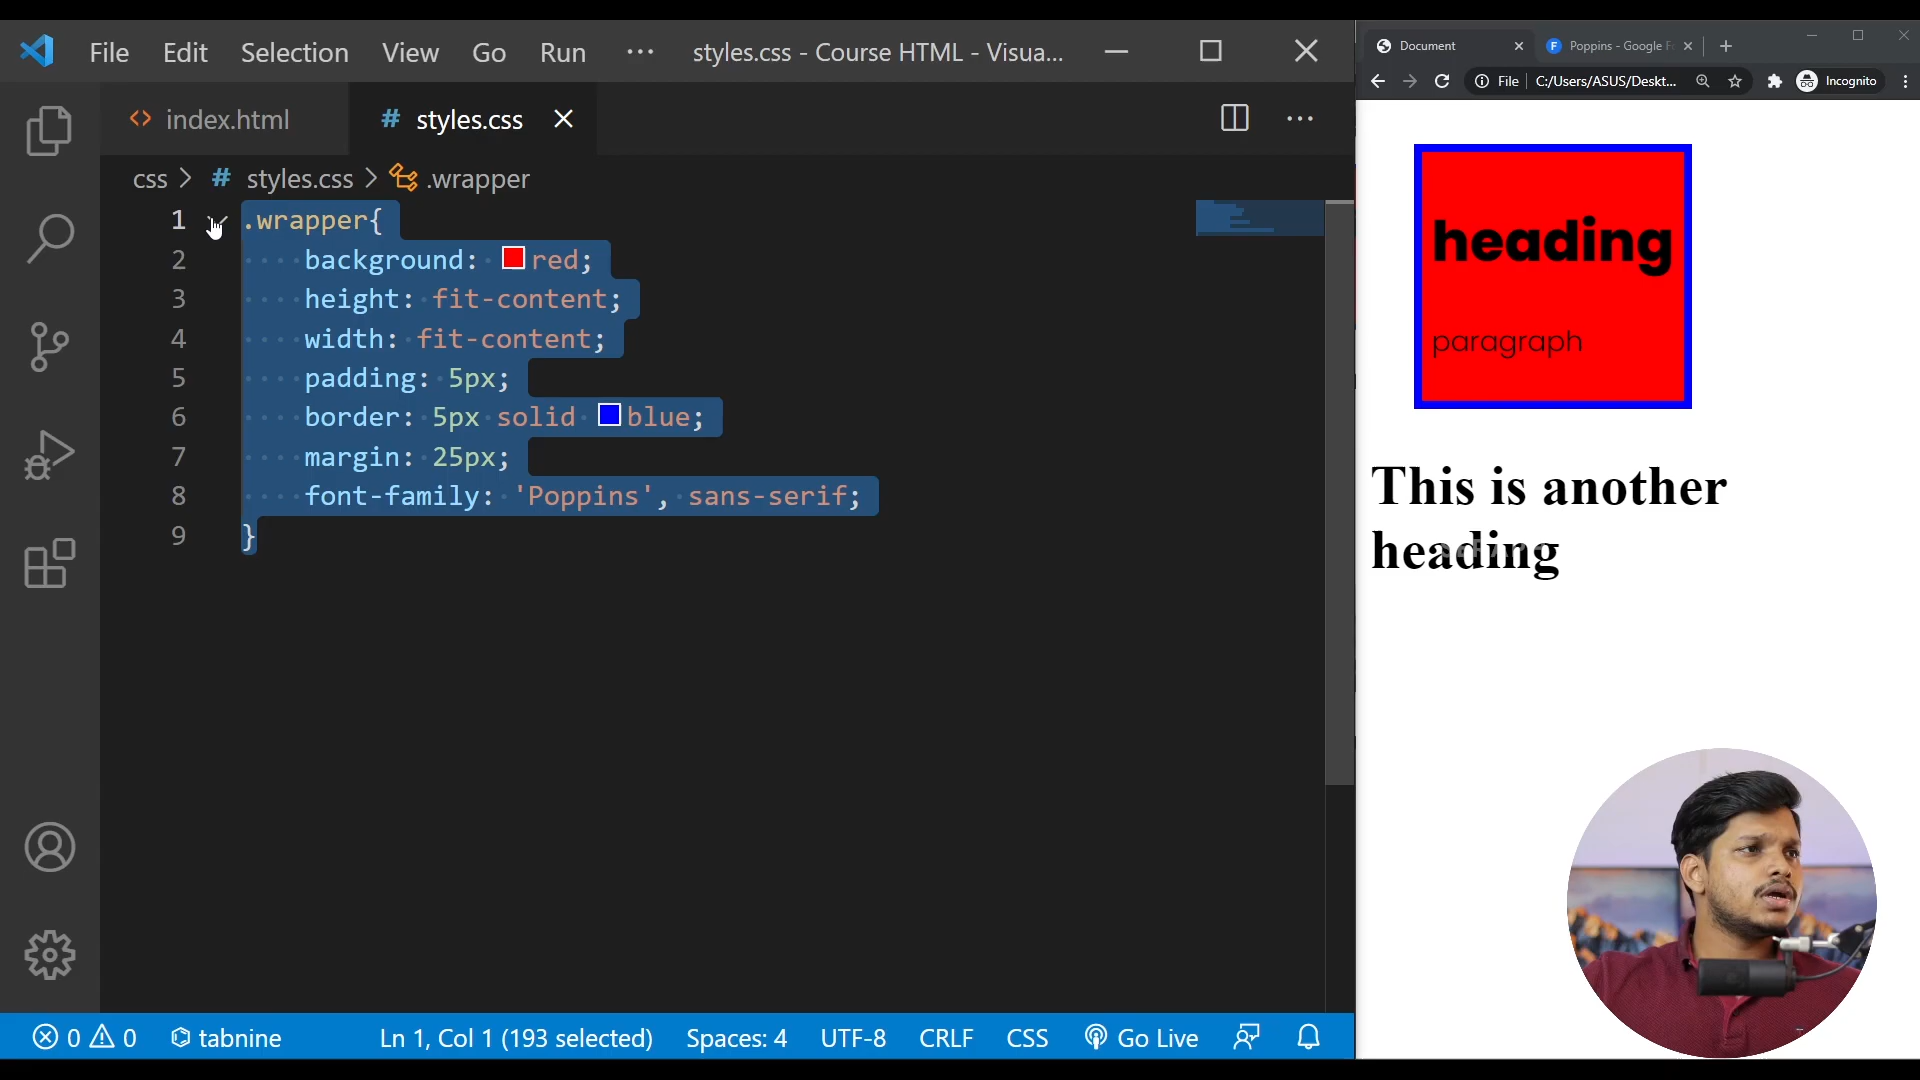 File Edit Selection View Go Run ··· styles.css - Course HTML - Visua...
index.html # styles.css
css > # styles.css > .wrapper
1 .wrapper{
2 background: red;
3 height: fit-content;
4 width: fit-content;
5 padding: 5px;
6 border: 5px solid blue;
7 margin: 25px;
8 font-family: 'Poppins', sans-serif;
9 }
0 0 tabnine Ln 1, Col 1 (193 selected) Spaces: 4 UTF-8 CRLF CSS Go Live
Document Poppins - Google F
File C:/Users/ASUS/Deskt... Incognito
heading
paragraph
This is another
heading